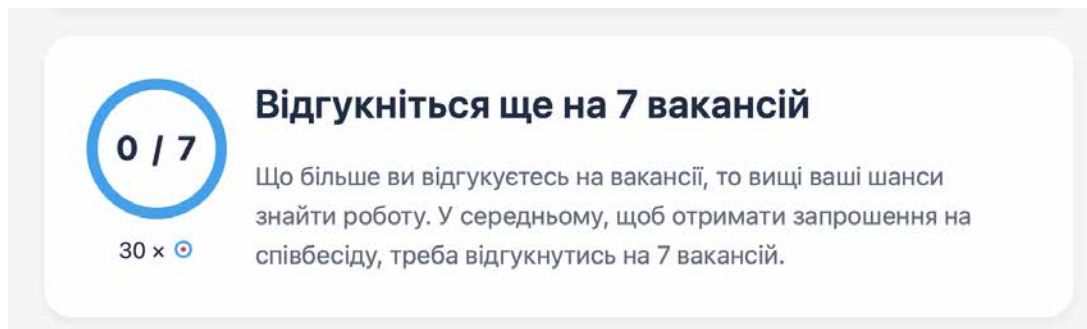 Відгукніться ще на 7 вакансій
0 / 7
30 ×
Що більше ви відгукуєтесь на вакансії, то вищі ваші шанси
знайти роботу. У середньому, щоб отримати запрошення на
співбесіду, треба відгукнутись на 7 вакансій.